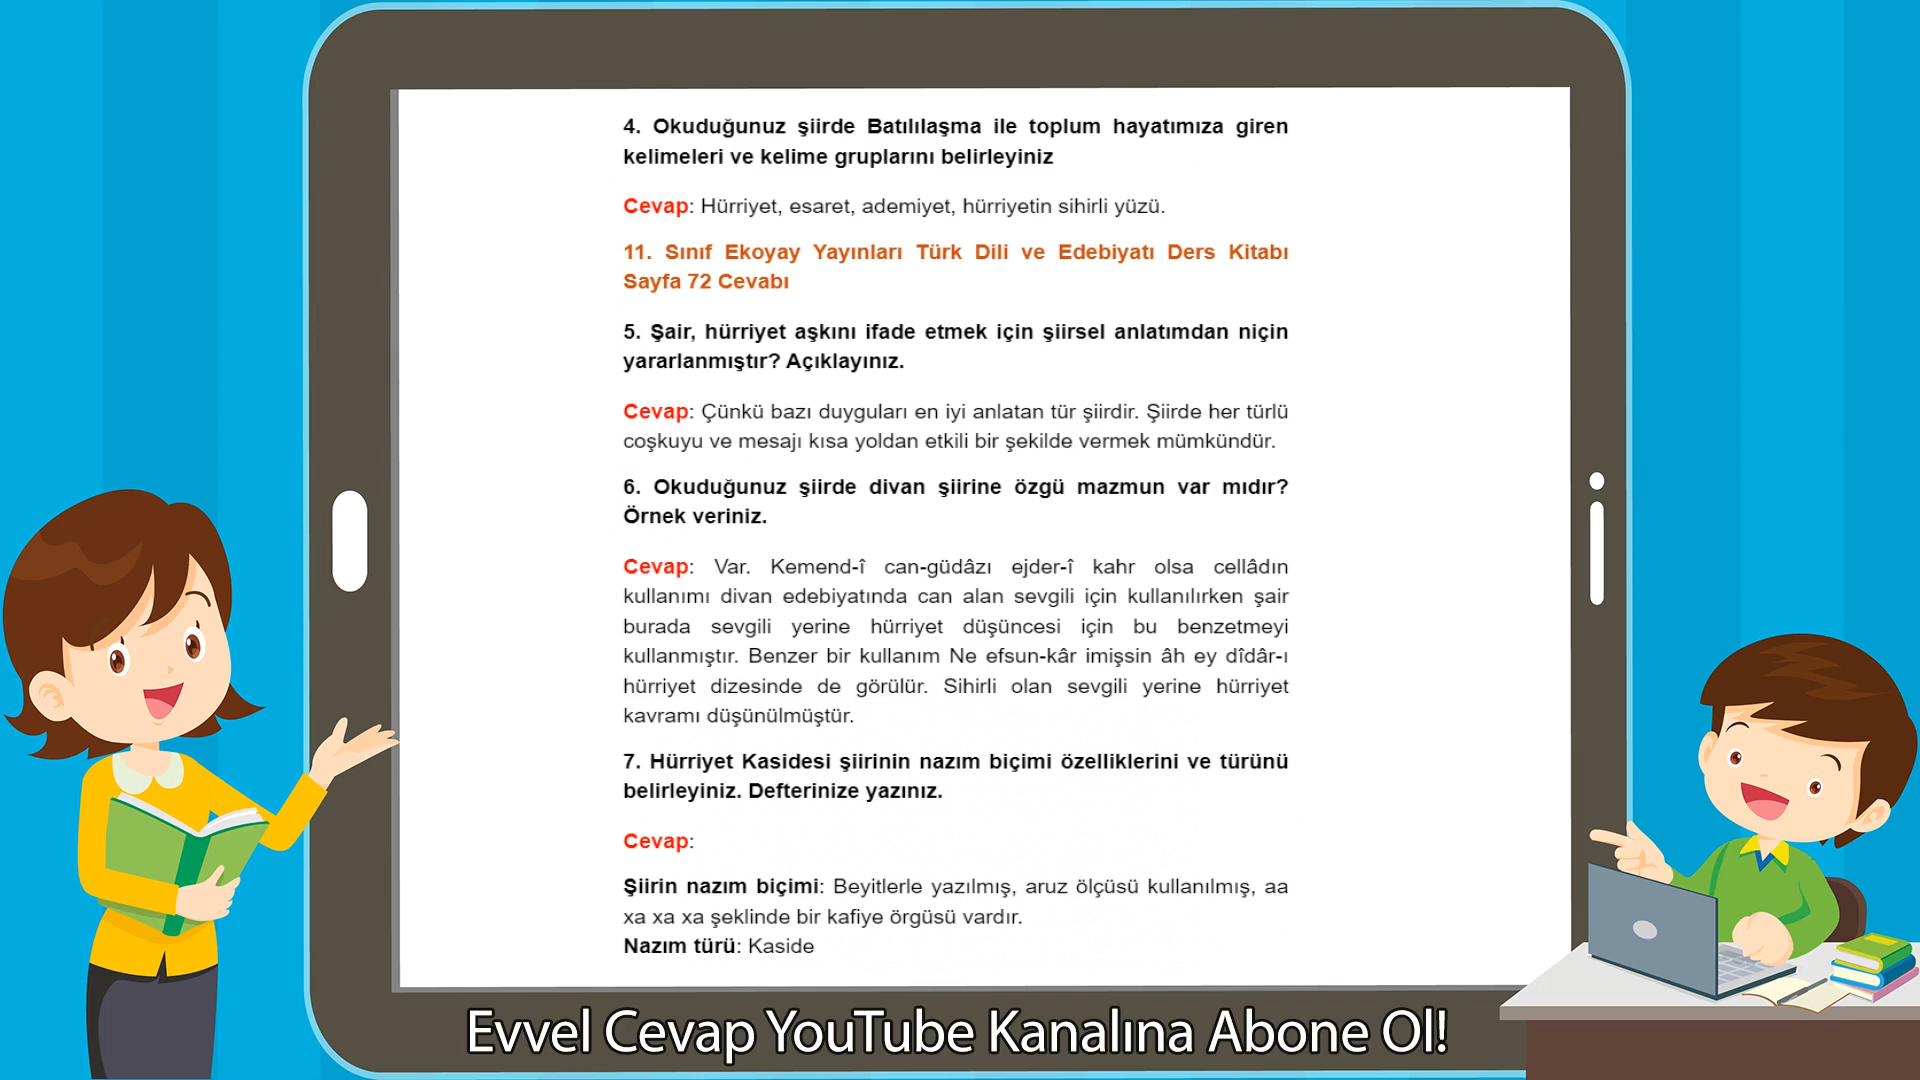 4. Okuduğunuz şiirde Batılılaşma ile toplum hayatımıza giren
kelimeleri ve kelime gruplarını belirleyiniz
Cevap: Hürriyet, esaret, ademiyet, hürriyetin sihirli yüzü.
11. Sınıf Ekoyay Yayınları Türk Dili ve Edebiyatı Ders Kitabı
Sayfa 72 Cevabı
5. Şair, hürriyet aşkını ifade etmek için şiirsel anlatımdan niçin
yararlanmıştır? Açıklayınız.
Cevap: Çünkü bazı duyguları en iyi anlatan tür şiirdir. Şiirde her türlü
coşkuyu ve mesajı kısa yoldan etkili bir şekilde vermek mümkündür.
6. Okuduğunuz şiirde divan şiirine özgü mazmun var mıdır?
Örnek veriniz.
Cevap: Var. Kemend-î can-güdâzı ejder-î kahr olsa cellâdın
kullanımı divan edebiyatında can alan sevgili için kullanılırken şair
burada sevgili yerine hürriyet düşüncesi için bu benzetmeyi
kullanmıştır. Benzer bir kullanım Ne efsun-kâr imişsin âh ey dîdâr-ı
hürriyet dizesinde de görülür. Sihirli olan sevgili yerine hürriyet
kavramı düşünülmüştür.
7. Hürriyet Kasidesi şiirinin nazım biçimi özelliklerini ve türünü
belirleyiniz. Defterinize yazınız.
Cevap:
Şiirin nazım biçimi: Beyitlerle yazılmış, aruz ölçüsü kullanılmış, aa
xa xa xa şeklinde bir kafiye örgüsü vardır.
Nazım türü: Kaside
Evvel Cevap YouTube Kanalına Abone Ol!